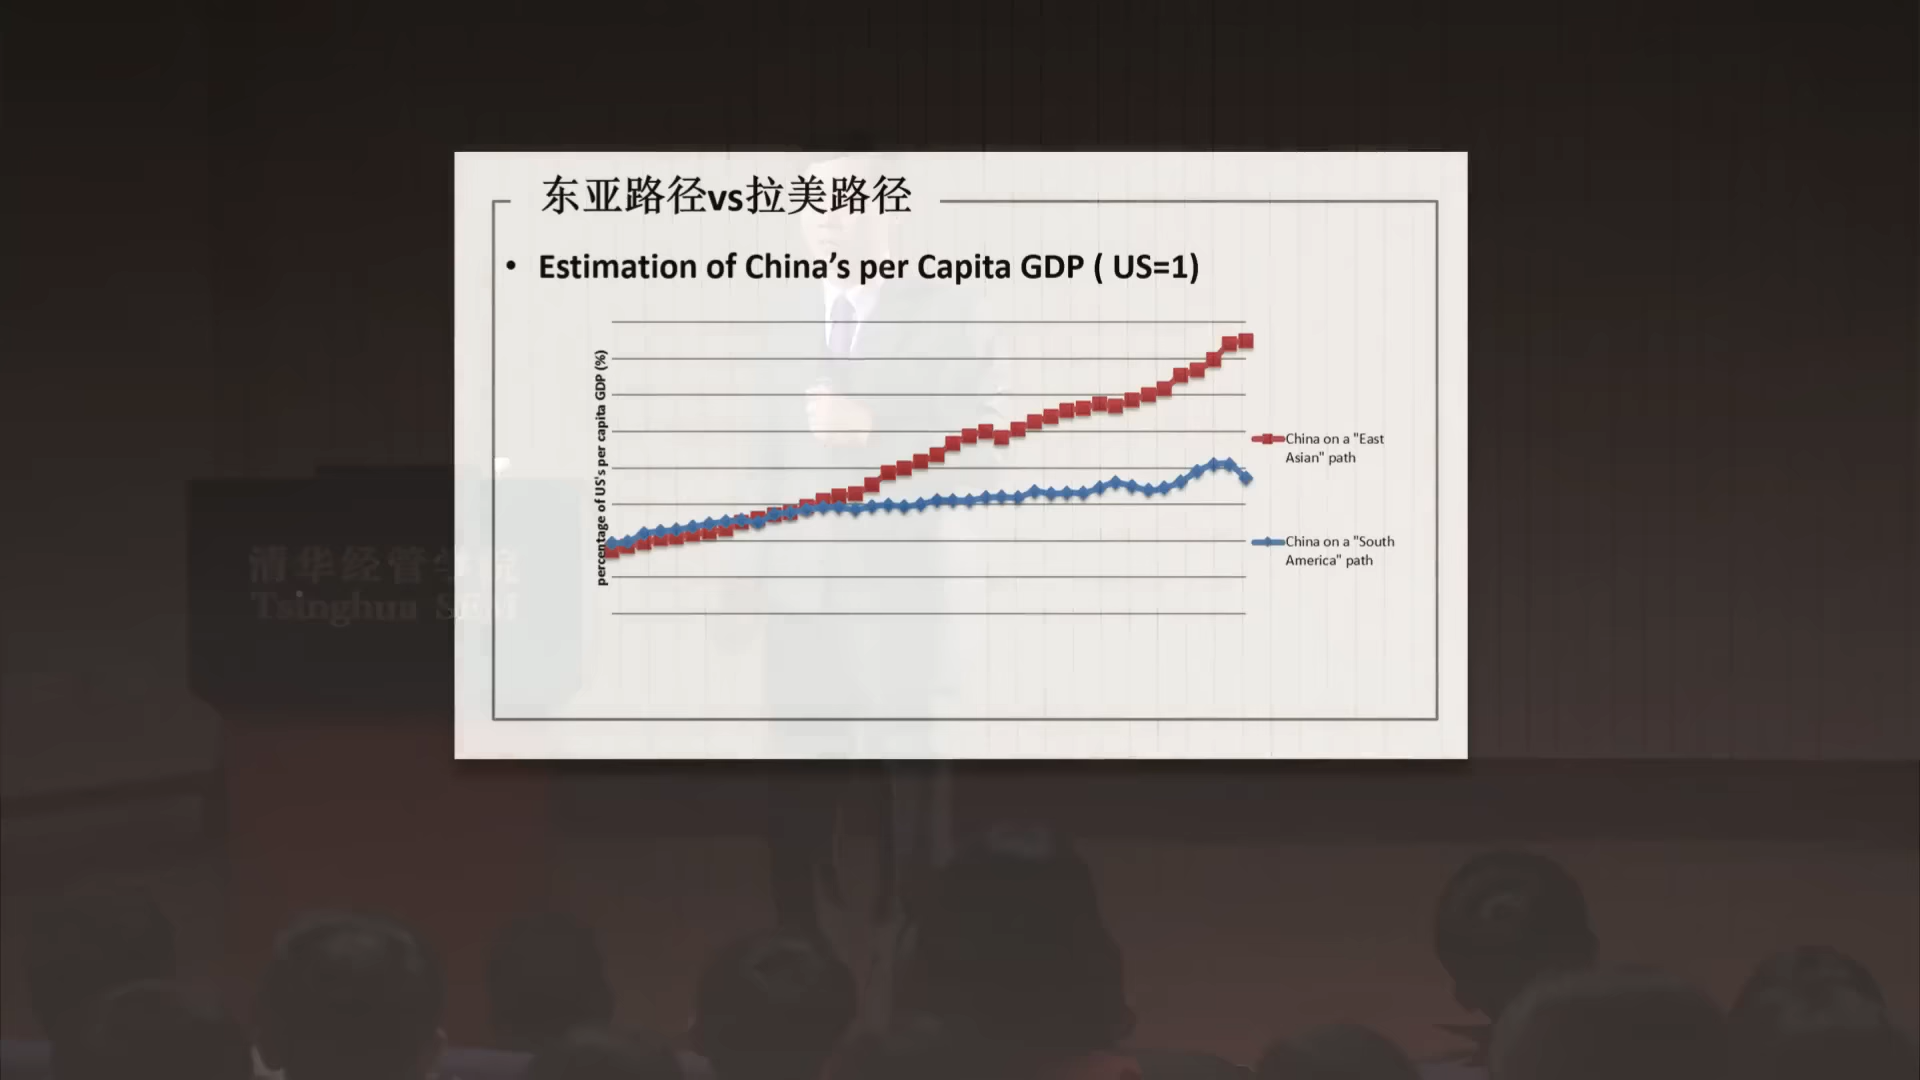 东亚路径vs拉美路径
• Estimation of China's per Capita GDP ( US=1)
percentage of US's per capita GDP (%)
China on a "East
Asian" path
China on a "South
America" path
清华经管学院
Tsinghua SEM